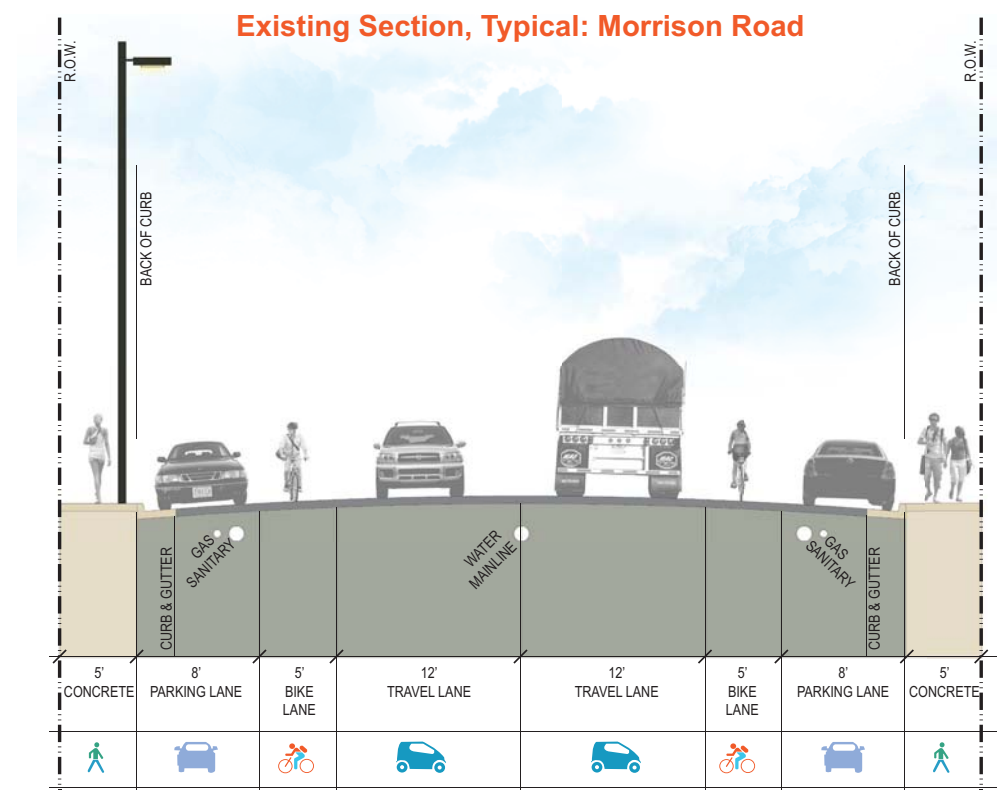 Existing Section, Typical: Morrison Road
R.O.W.
R.O.W.
BACK OF CURB
BACK OF CURB
CURB & GUTTER
GAS
SANITARY
WATER
MAINLINE
GAS
SANITARY
CURB & GUTTER
5’
CONCRETE
8’
PARKING LANE
5’
BIKE
LANE
12’
TRAVEL LANE
12’
TRAVEL LANE
5’
BIKE
LANE
8’
PARKING LANE
5’
CONCRETE